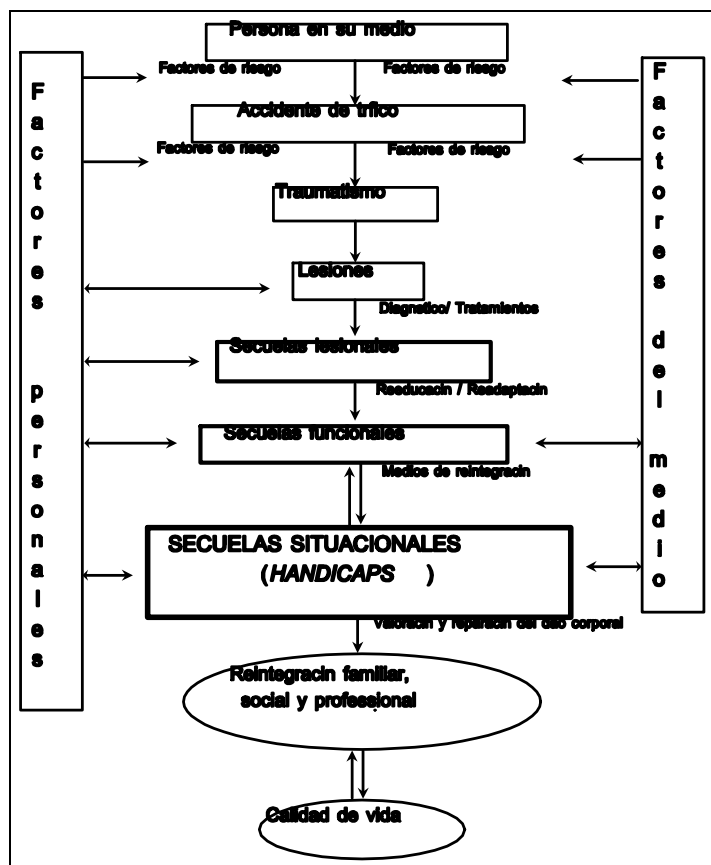 Factores personales
Persona en su medio
Factores de riesgo Factores de riesgo
Accidente de trfico
Factores de riesgo Factores de riesgo
Traumatismo
Lesiones
Diagnstico/ Tratamientos
Secuelas lesionales
Reeducacin / Readaptacin
Secuelas funcionales
Medios de reintegracin
SECUELAS SITUACIONALES
(HANDICAPS )
Valoracin y reparacin del dao corporal
Reintegracin familiar,
social y professional
Calidad de vida
Factores del medio